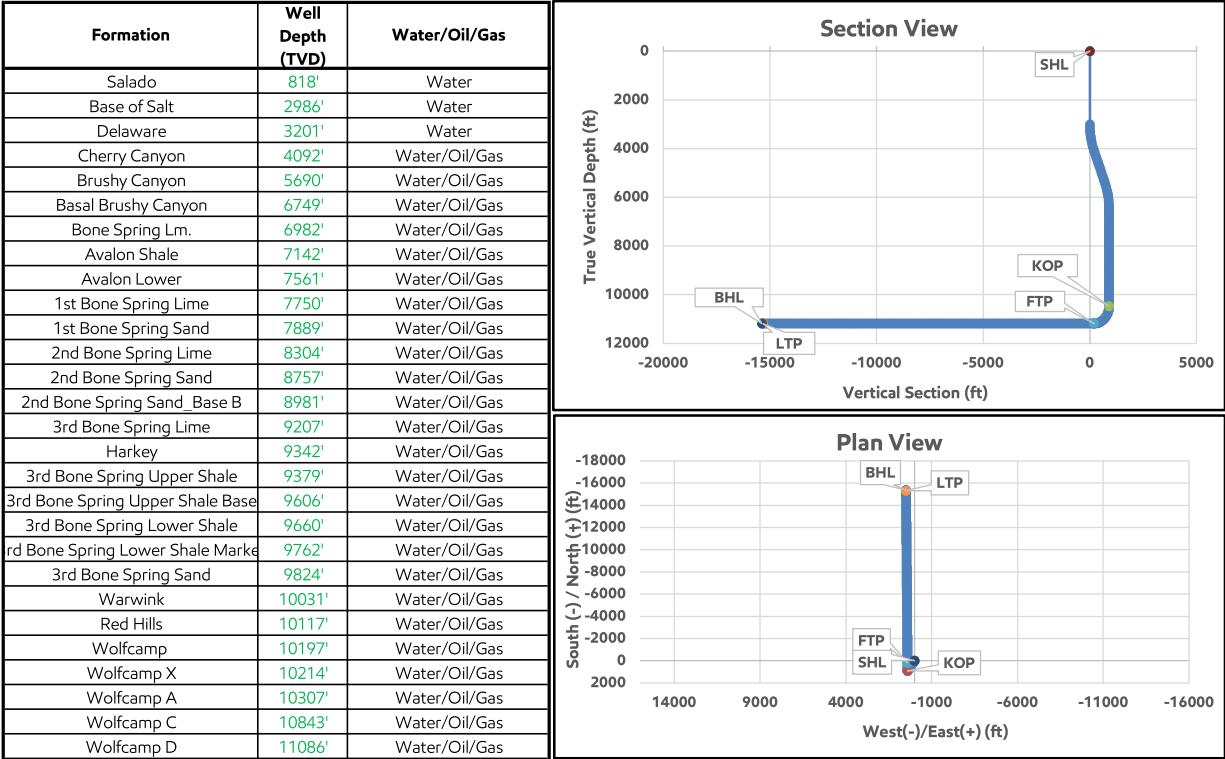 Formation Well Depth (TVD) Water/Oil/Gas
Salado 818' Water
Base of Salt 2986' Water
Delaware 3201' Water
Cherry Canyon 4092' Water/Oil/Gas
Brushy Canyon 5690' Water/Oil/Gas
Basal Brushy Canyon 6749' Water/Oil/Gas
Bone Spring Lm. 6982' Water/Oil/Gas
Avalon Shale 7142' Water/Oil/Gas
Avalon Lower 7561' Water/Oil/Gas
1st Bone Spring Lime 7750' Water/Oil/Gas
1st Bone Spring Sand 7889' Water/Oil/Gas
2nd Bone Spring Lime 8304' Water/Oil/Gas
2nd Bone Spring Sand 8757' Water/Oil/Gas
2nd Bone Spring Sand_Base B 8981' Water/Oil/Gas
3rd Bone Spring Lime 9207' Water/Oil/Gas
Harkey 9342' Water/Oil/Gas
3rd Bone Spring Upper Shale 9379' Water/Oil/Gas
3rd Bone Spring Upper Shale Base 9606' Water/Oil/Gas
3rd Bone Spring Lower Shale 9660' Water/Oil/Gas
rd Bone Spring Lower Shale Marke 9762' Water/Oil/Gas
3rd Bone Spring Sand 9824' Water/Oil/Gas
Warwink 10031' Water/Oil/Gas
Red Hills 10117' Water/Oil/Gas
Wolfcamp 10197' Water/Oil/Gas
Wolfcamp X 10214' Water/Oil/Gas
Wolfcamp A 10307' Water/Oil/Gas
Wolfcamp C 10843' Water/Oil/Gas
Wolfcamp D 11086' Water/Oil/Gas
Section View
True Vertical Depth (ft)
0
2000
4000
6000
8000
10000
12000
SHL
KOP
FTP
BHL
LTP
-20000 -15000 -10000 -5000 0 5000
Vertical Section (ft)
Plan View
South (-) / North (+) (ft)
-18000
-16000
14000
12000
10000
-8000
-6000
-4000
-2000
0
2000
BHL
LTP
FTP
SHL
KOP
14000 9000 4000 -1000 -6000 -11000 -16000
West(-)/East(+) (ft)